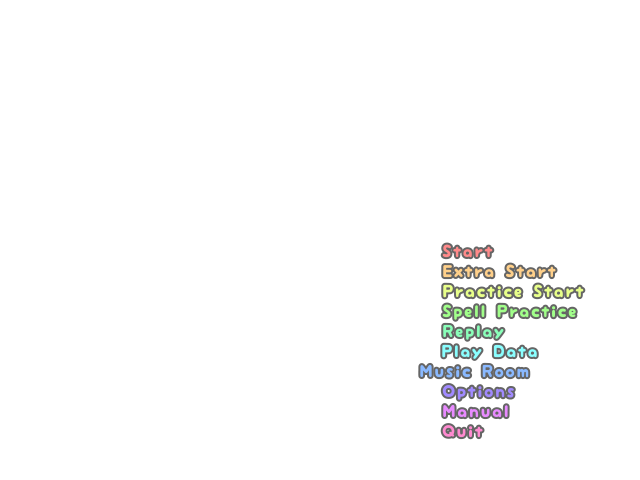 Start
Extra Start
Practice Start
Spell Practice
Replay
Play Data
Music Room
Options
Manual
Quit